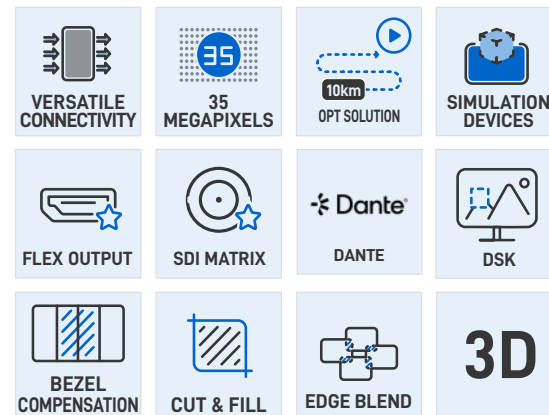 35
10km
VERSATILE
CONNECTIVITY
35
MEGAPIXELS
OPT SOLUTION
SIMULATION
DEVICES
Dante®
FLEX OUTPUT
SDI MATRIX
DANTE
DSK
3D
BEZEL
COMPENSATION
CUT & FILL
EDGE BLEND